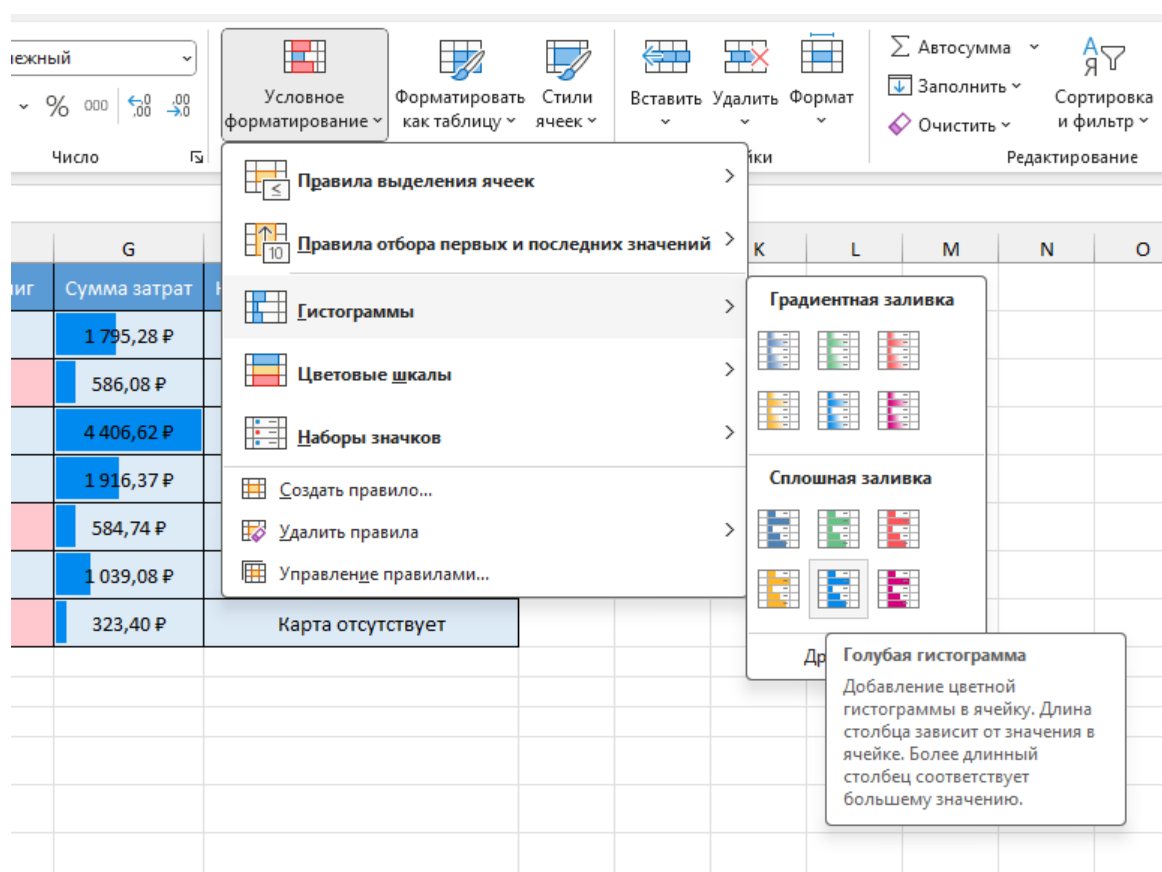 нежный
Автосумма
Заполнить
Очистить
% 000 ,00 ,00
Условное форматирование
Форматировать как таблицу
Стили ячеек
Вставить
Удалить
Формат
Сортировка и фильтр
Число
Редактирование
Правила выделения ячеек
Правила отбора первых и последних значений
Гистограммы
Цветовые шкалы
Наборы значков
Создать правило...
Удалить правила
Управление правилами...
G K L M N O
Сумма затрат
1 795,28 ₽
586,08 ₽
4 406,62 ₽
1 916,37 ₽
584,74 ₽
1 039,08 ₽
323,40 ₽
Карта отсутствует
Градиентная заливка
Сплошная заливка
Голубая гистограмма
Добавление цветной
гистограммы в ячейку. Длина
столбца зависит от значения в
ячейке. Более длинный
столбец соответствует
большему значению.